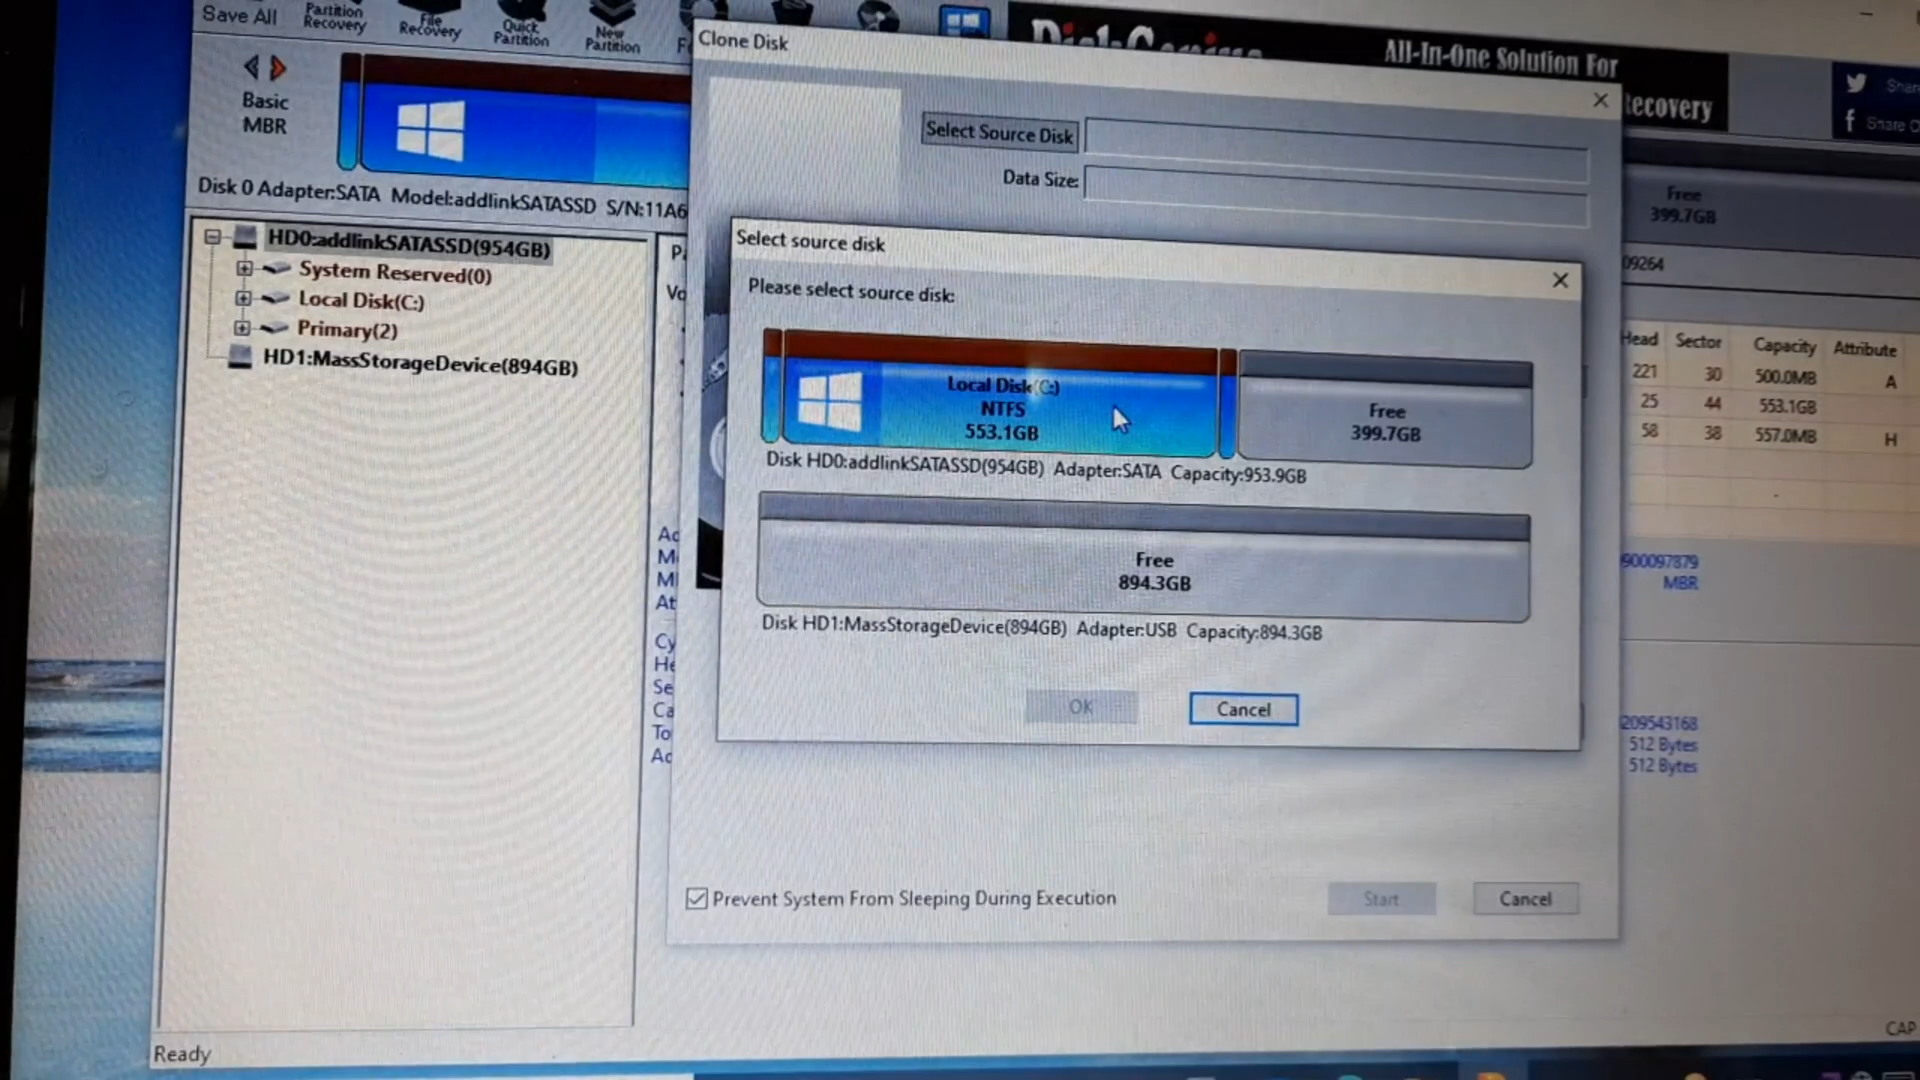 Save All
Partition
Recovery
File
Recovery
Quick
Partition
New
Partition
Clone Disk
All-In-One Solution For
Recovery
Share
Share
Basic
MBR
Select Source Disk
Data Size:
Disk 0 Adapter:SATA Model:addlinkSATASSD S/N:11A6
Free
399.7GB
HD0:addlinkSATASSD(954GB)
System Reserved(0)
Local Disk(C:)
Primary(2)
HD1:MassStorageDevice(894GB)
Select source disk
Please select source disk:
Local Disk(C:)
NTFS
553.1GB
Free
399.7GB
Disk HD0:addlinkSATASSD(954GB) Adapter:SATA Capacity:953.9GB
Free
894.3GB
Disk HD1:MassStorageDevice(894GB) Adapter:USB Capacity:894.3GB
OK
Cancel
09264
Head Sector Capacity Attribute
221 30 500.0MB A
25 44 553.1GB
58 38 557.0MB H
900097879
MBR
209543168
512 Bytes
512 Bytes
Prevent System From Sleeping During Execution
Start
Cancel
Ready
CAP